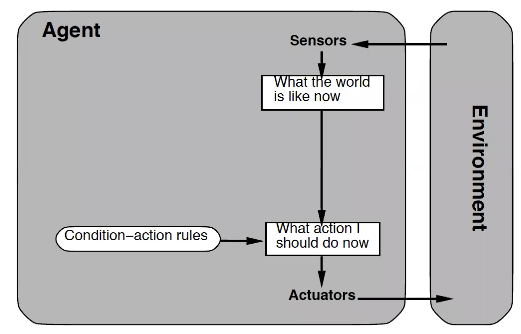 Agent
Sensors
What the world
is like now
Condition−action rules
What action I
should do now
Actuators
Environment